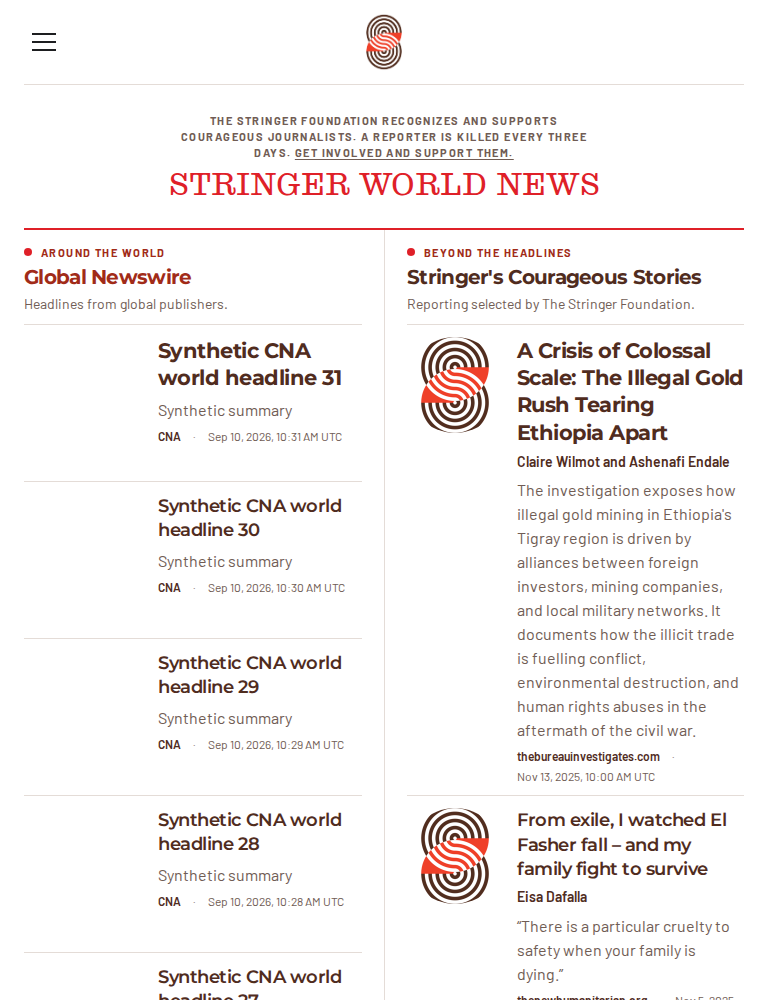 THE STRINGER FOUNDATION RECOGNIZES AND SUPPORTS
COURAGEOUS JOURNALISTS. A REPORTER IS KILLED EVERY THREE
DAYS. GET INVOLVED AND SUPPORT THEM.
STRINGER WORLD NEWS
AROUND THE WORLD
Global Newswire
Headlines from global publishers.
Synthetic CNA
world headline 31
Synthetic summary
CNA · Sep 10, 2026, 10:31 AM UTC
Synthetic CNA world
headline 30
Synthetic summary
CNA · Sep 10, 2026, 10:30 AM UTC
Synthetic CNA world
headline 29
Synthetic summary
CNA · Sep 10, 2026, 10:29 AM UTC
Synthetic CNA world
headline 28
Synthetic summary
CNA · Sep 10, 2026, 10:28 AM UTC
Synthetic CNA world
headline 27
BEYOND THE HEADLINES
Stringer's Courageous Stories
Reporting selected by The Stringer Foundation.
A Crisis of Colossal
Scale: The Illegal Gold
Rush Tearing
Ethiopia Apart
Claire Wilmot and Ashenafi Endale
The investigation exposes how
illegal gold mining in Ethiopia's
Tigray region is driven by
alliances between foreign
investors, mining companies,
and local military networks. It
documents how the illicit trade
is fuelling conflict,
environmental destruction, and
human rights abuses in the
aftermath of the civil war.
thebureauinvestigates.com ·
Nov 13, 2025, 10:00 AM UTC
From exile, I watched El
Fasher fall – and my
family fight to survive
Eisa Dafalla
“There is a particular cruelty to
safety when your family is
dying.”
thenewhumanitarian.org · Nov 5, 2025,